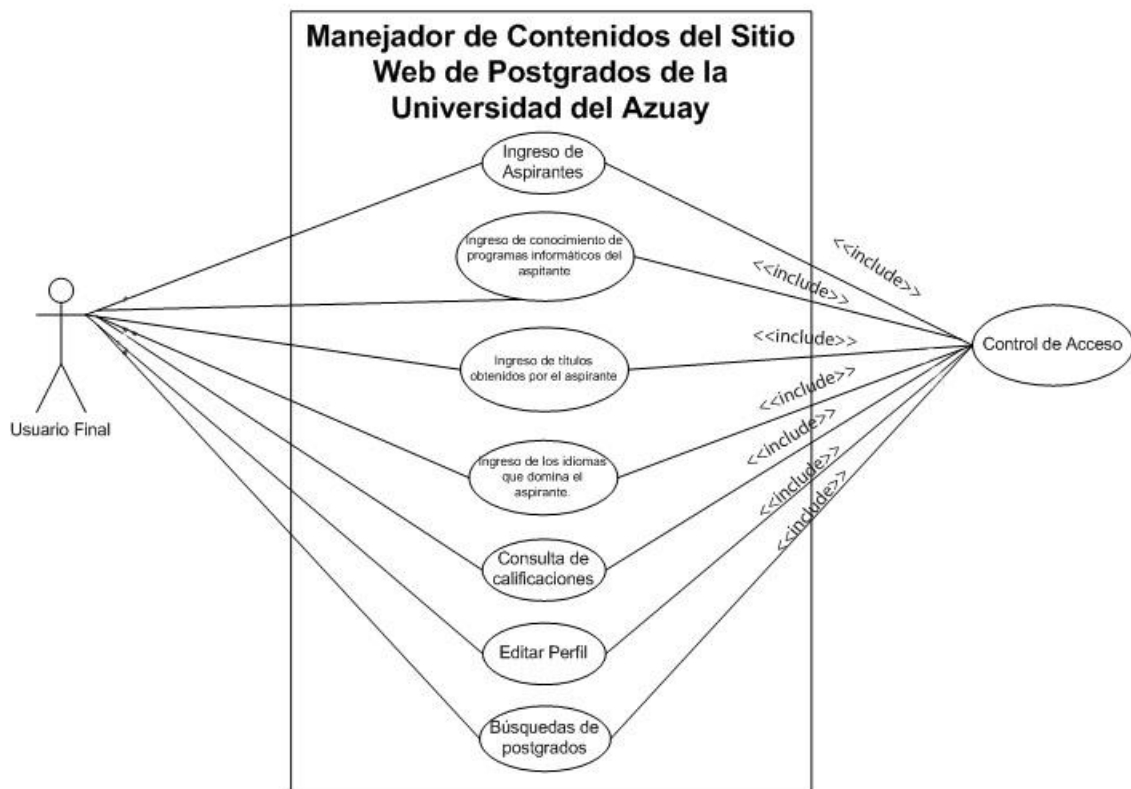 Manejador de Contenidos del Sitio
Web de Postgrados de la
Universidad del Azuay
Ingreso de
Aspirantes
Ingreso de conocimiento de
programas informáticos del
aspitante
<<include>>
<<include>>
<<include>>
Control de Acceso
Ingreso de títulos
obtenidos por el aspirante
<<include>>
Usuario Final
Ingreso de los idiomas
que domina el
aspirante.
<<include>>
<<include>>
<<include>>
Consulta de
calificaciones
Editar Perfil
Búsquedas de
postgrados